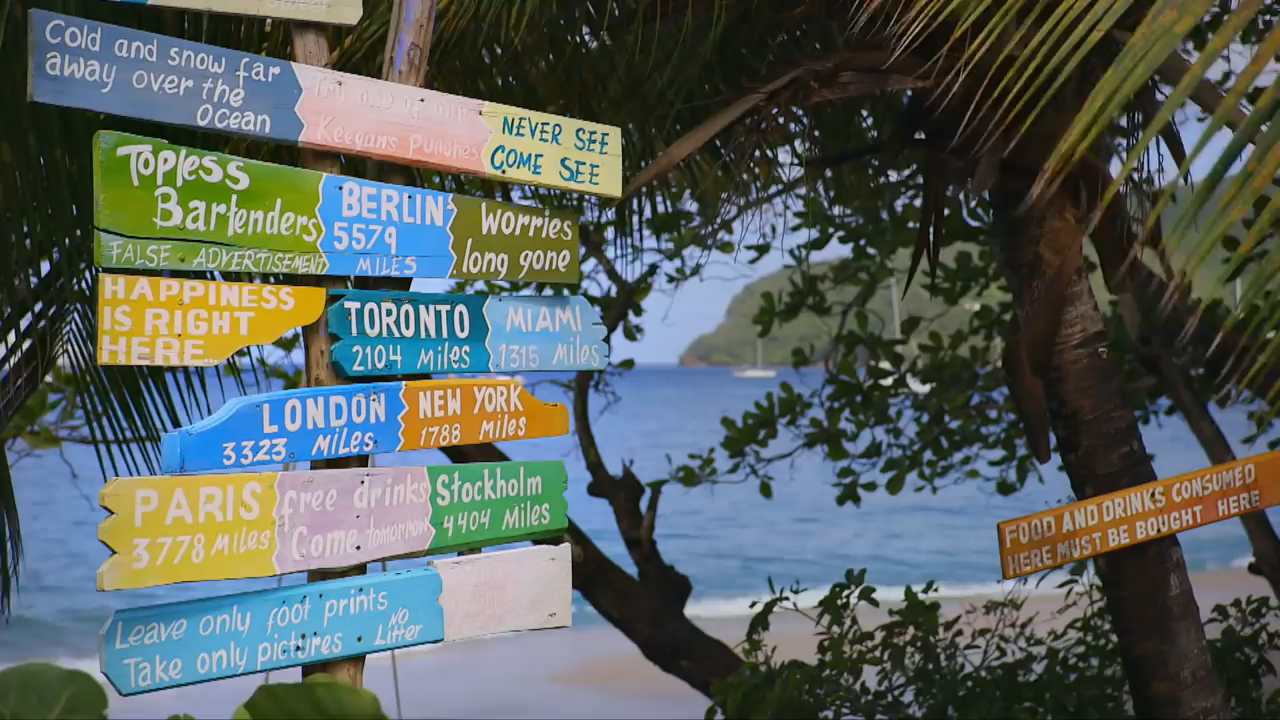 Cold and snow far
away over the
Ocean
Keegans Punches
NEVER SEE
COME SEE
Topless
Bartenders
FALSE ADVERTISEMENT
BERLIN
5579
MILES
Worries
long gone
HAPPINESS
IS RIGHT
HERE...
TORONTO
2104 Miles
MIAMI
1315 Miles
LONDON
3323 Miles
NEW YORK
1788 Miles
PARIS
3778 Miles
free drinks
Come tomorrow
Stockholm
4404 Miles
Leave only foot prints
Take only pictures
NO
Litter
FOOD AND DRINKS CONSUMED
HERE MUST BE BOUGHT HERE